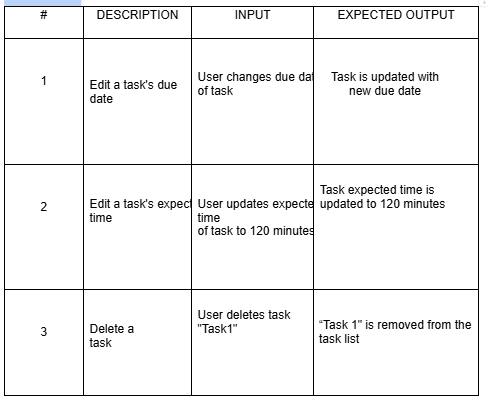 # DESCRIPTION INPUT EXPECTED OUTPUT
1
Edit a task's due
date
User changes due dat
of task
Task is updated with
new due date
2
Edit a task's expect
time
User updates expecte
time
of task to 120 minutes
Task expected time is
updated to 120 minutes
3
Delete a
task
User deletes task
"Task1"
“Task 1" is removed from the
task list